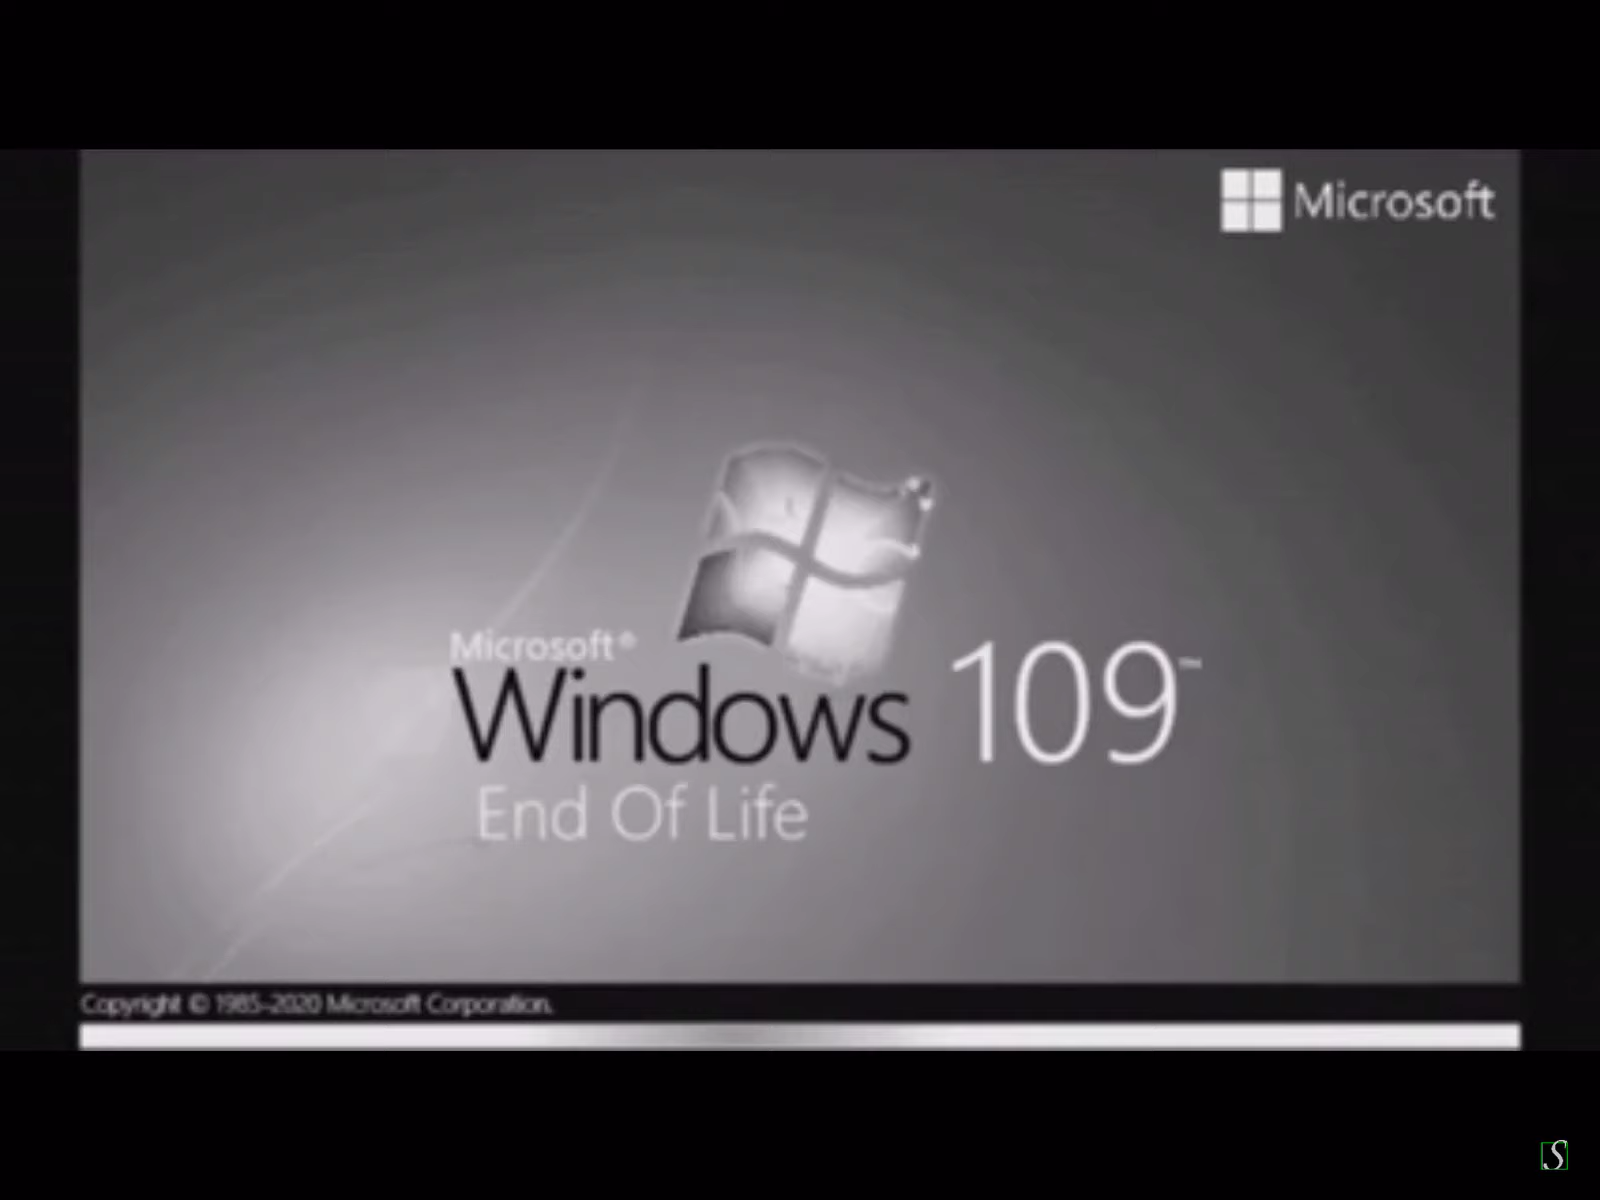 Microsoft
Microsoft®
Windows 109™
End Of Life
Copyright © 1985-2020 Microsoft Corporation.
S